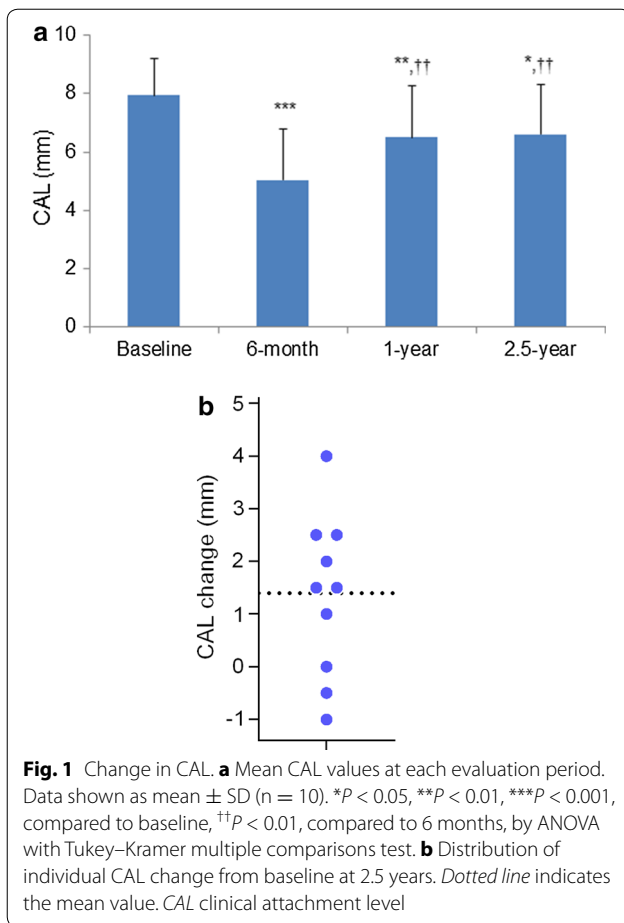 a
10
8
6
4
2
0
CAL (mm)
***
**,††
*,††
Baseline 6-month 1-year 2.5-year
b
5
4
3
2
1
0
-1
CAL change (mm)
Fig. 1 Change in CAL. a Mean CAL values at each evaluation period.
Data shown as mean ± SD (n = 10). *P < 0.05, **P < 0.01, ***P < 0.001,
compared to baseline, ††P < 0.01, compared to 6 months, by ANOVA
with Tukey–Kramer multiple comparisons test. b Distribution of
individual CAL change from baseline at 2.5 years. Dotted line indicates
the mean value. CAL clinical attachment level